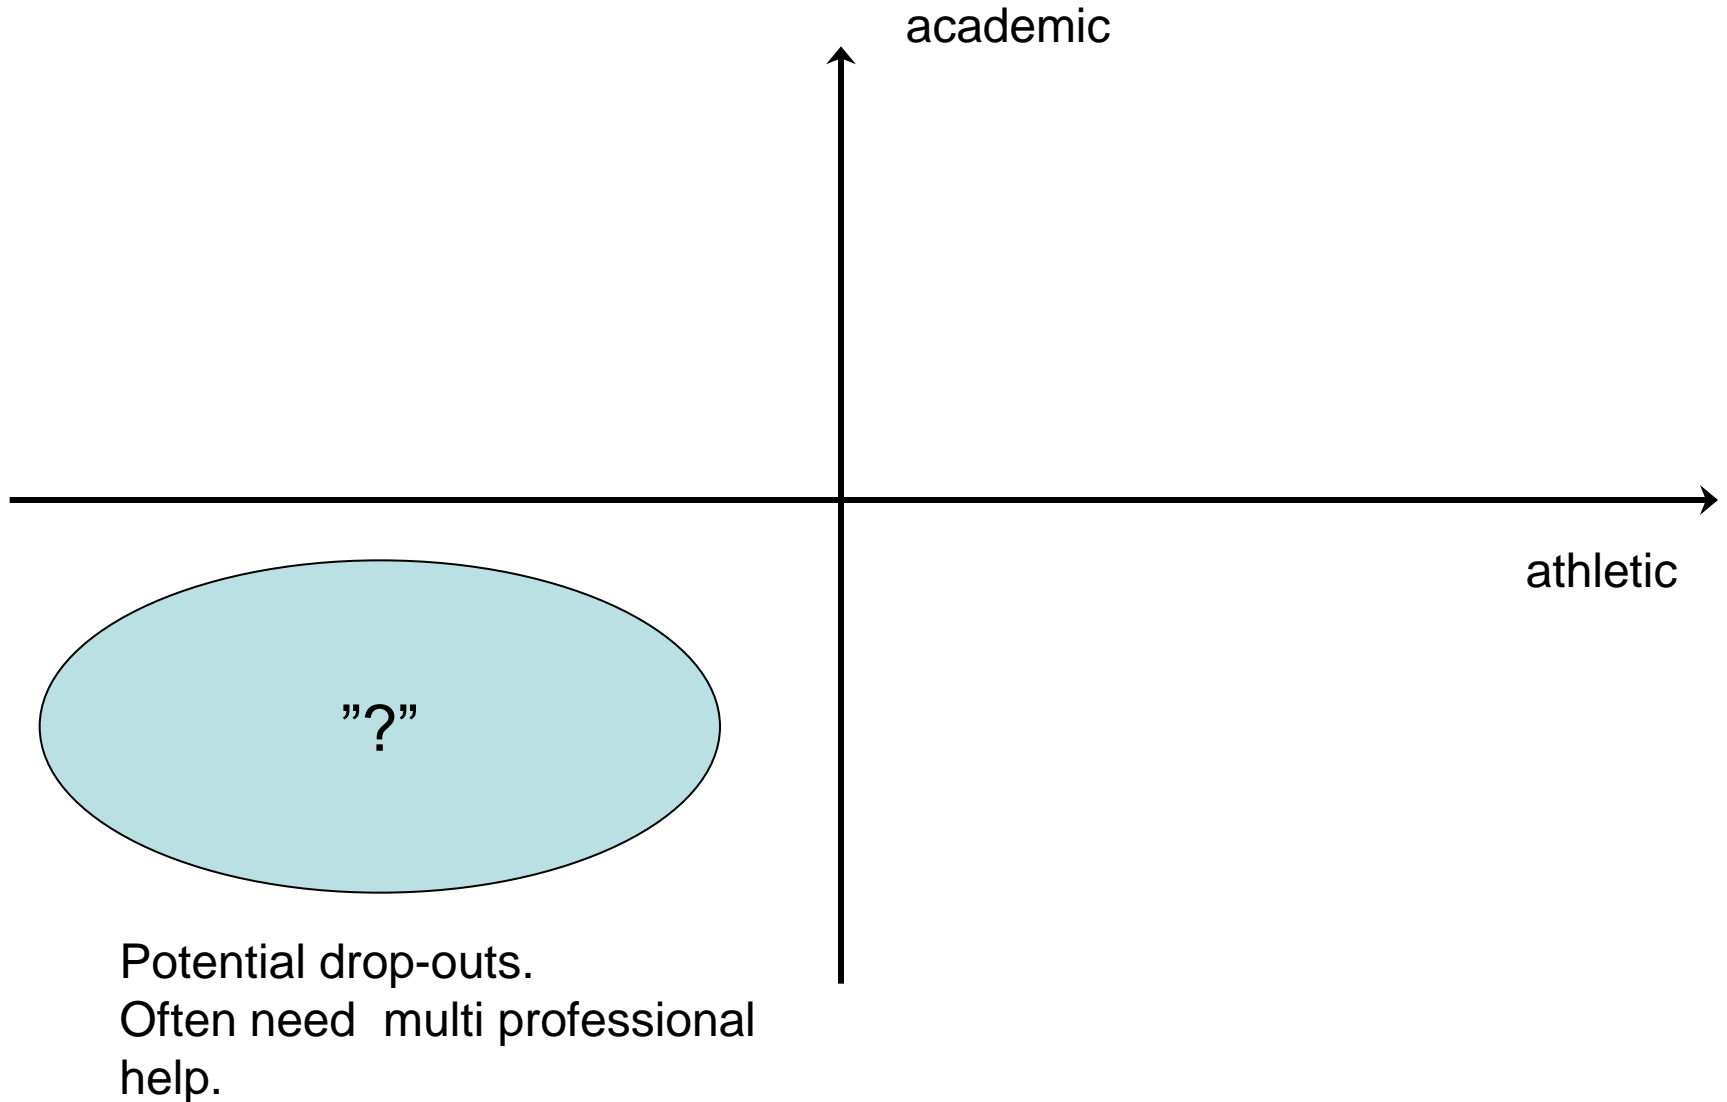 academic
athletic
”?”
Potential drop-outs.
Often need  multi professional
help.